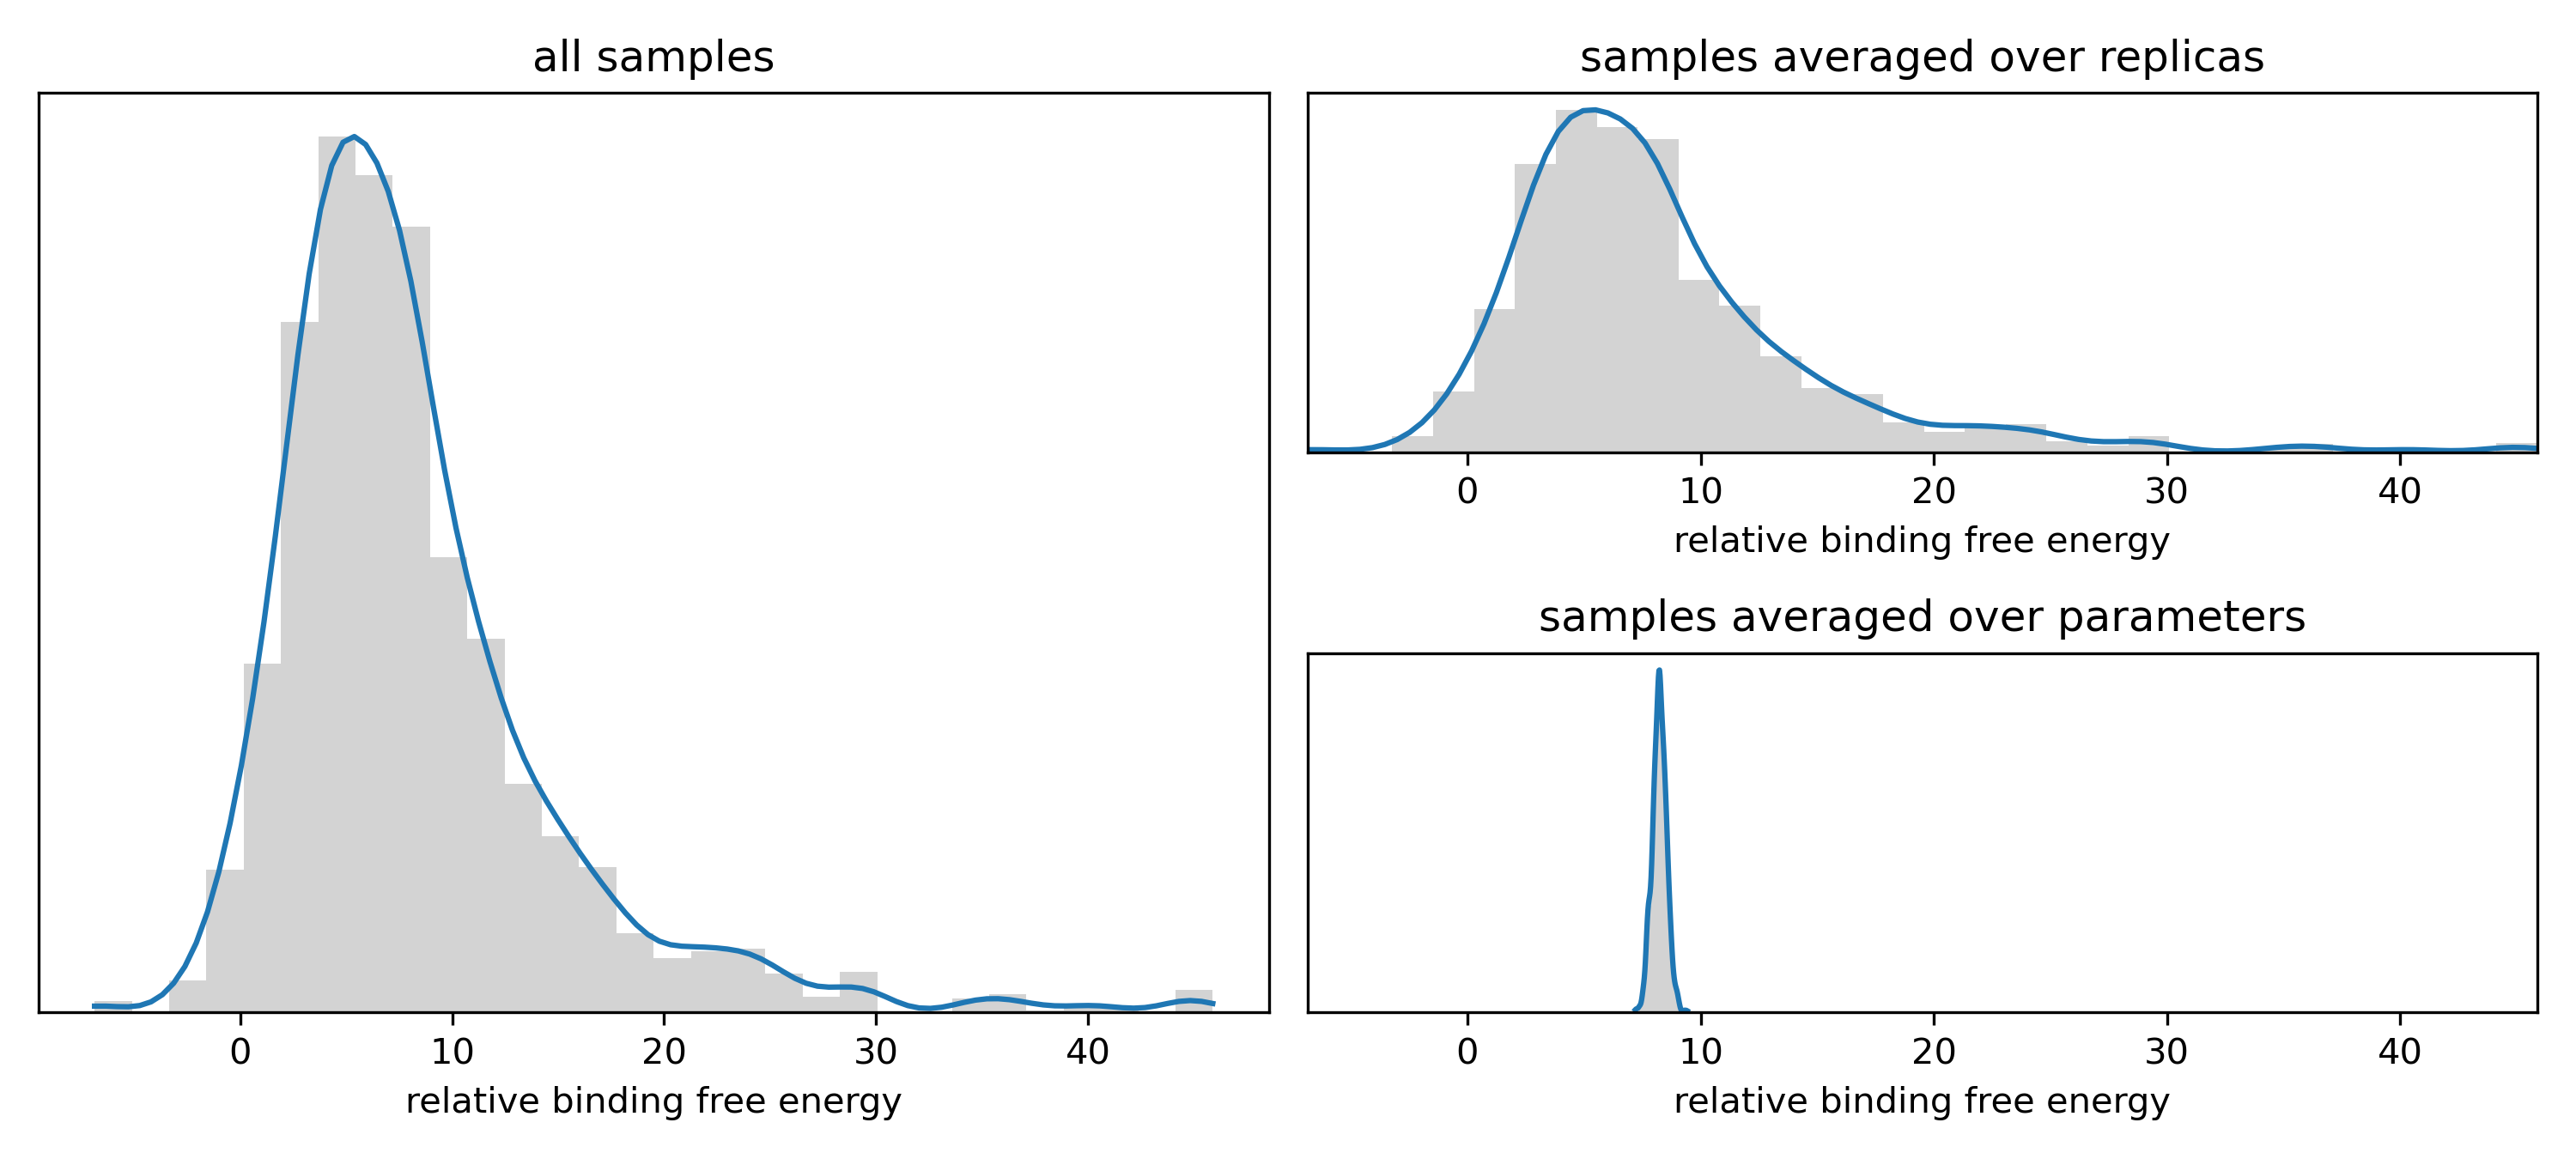 all samples
0 10 20 30 40
relative binding free energy
samples averaged over replicas
0 10 20 30 40
relative binding free energy
samples averaged over parameters
0 10 20 30 40
relative binding free energy